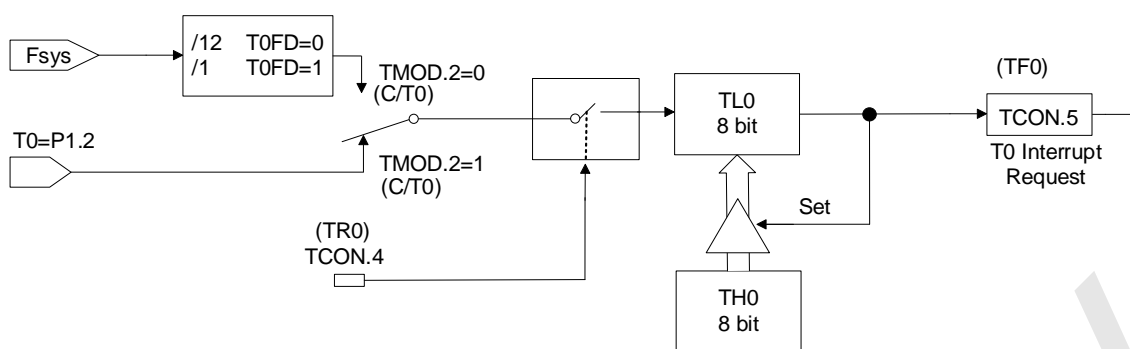 Fsys
/12 T0FD=0
/1 T0FD=1
TMOD.2=0
(C/T0)
T0=P1.2
TMOD.2=1
(C/T0)
(TR0)
TCON.4
TL0
8 bit
Set
TH0
8 bit
(TF0)
TCON.5
T0 Interrupt
Request